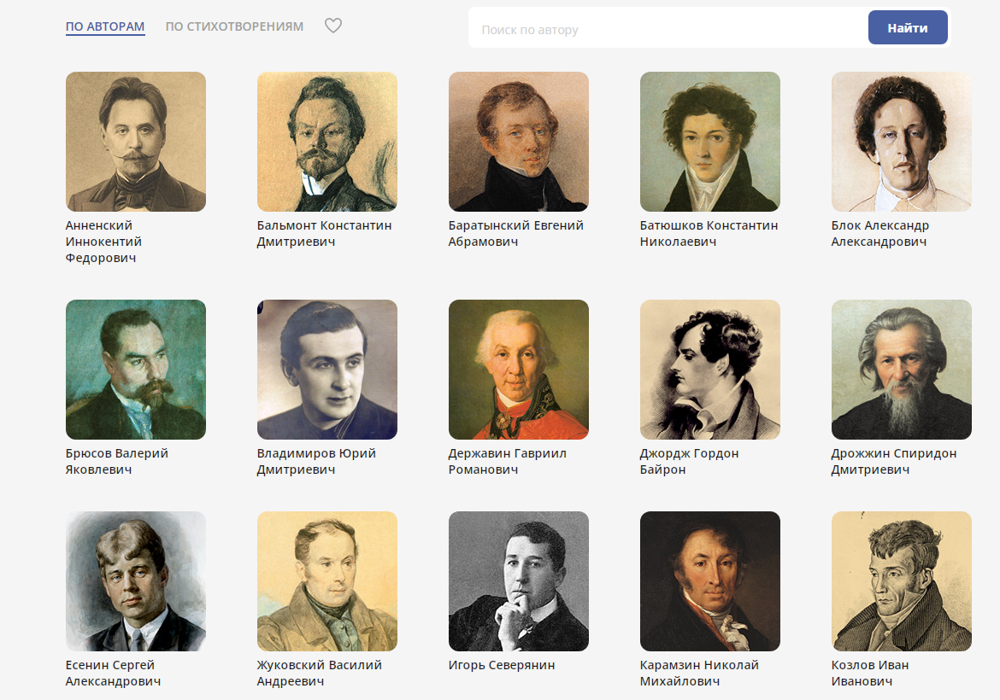 ПО АВТОРАМ ПО СТИХОТВОРЕНИЯМ Поиск по автору Найти
Анненский
Иннокентий
Федорович
Бальмонт Константин
Дмитриевич
Баратынский Евгений
Абрамович
Батюшков Константин
Николаевич
Блок Александр
Александрович
Брюсов Валерий
Яковлевич
Владимиров Юрий
Дмитриевич
Державин Гавриил
Романович
Джордж Гордон
Байрон
Дрожжин Спиридон
Дмитриевич
Есенин Сергей
Александрович
Жуковский Василий
Андреевич
Игорь Северянин
Карамзин Николай
Михайлович
Козлов Иван
Иванович